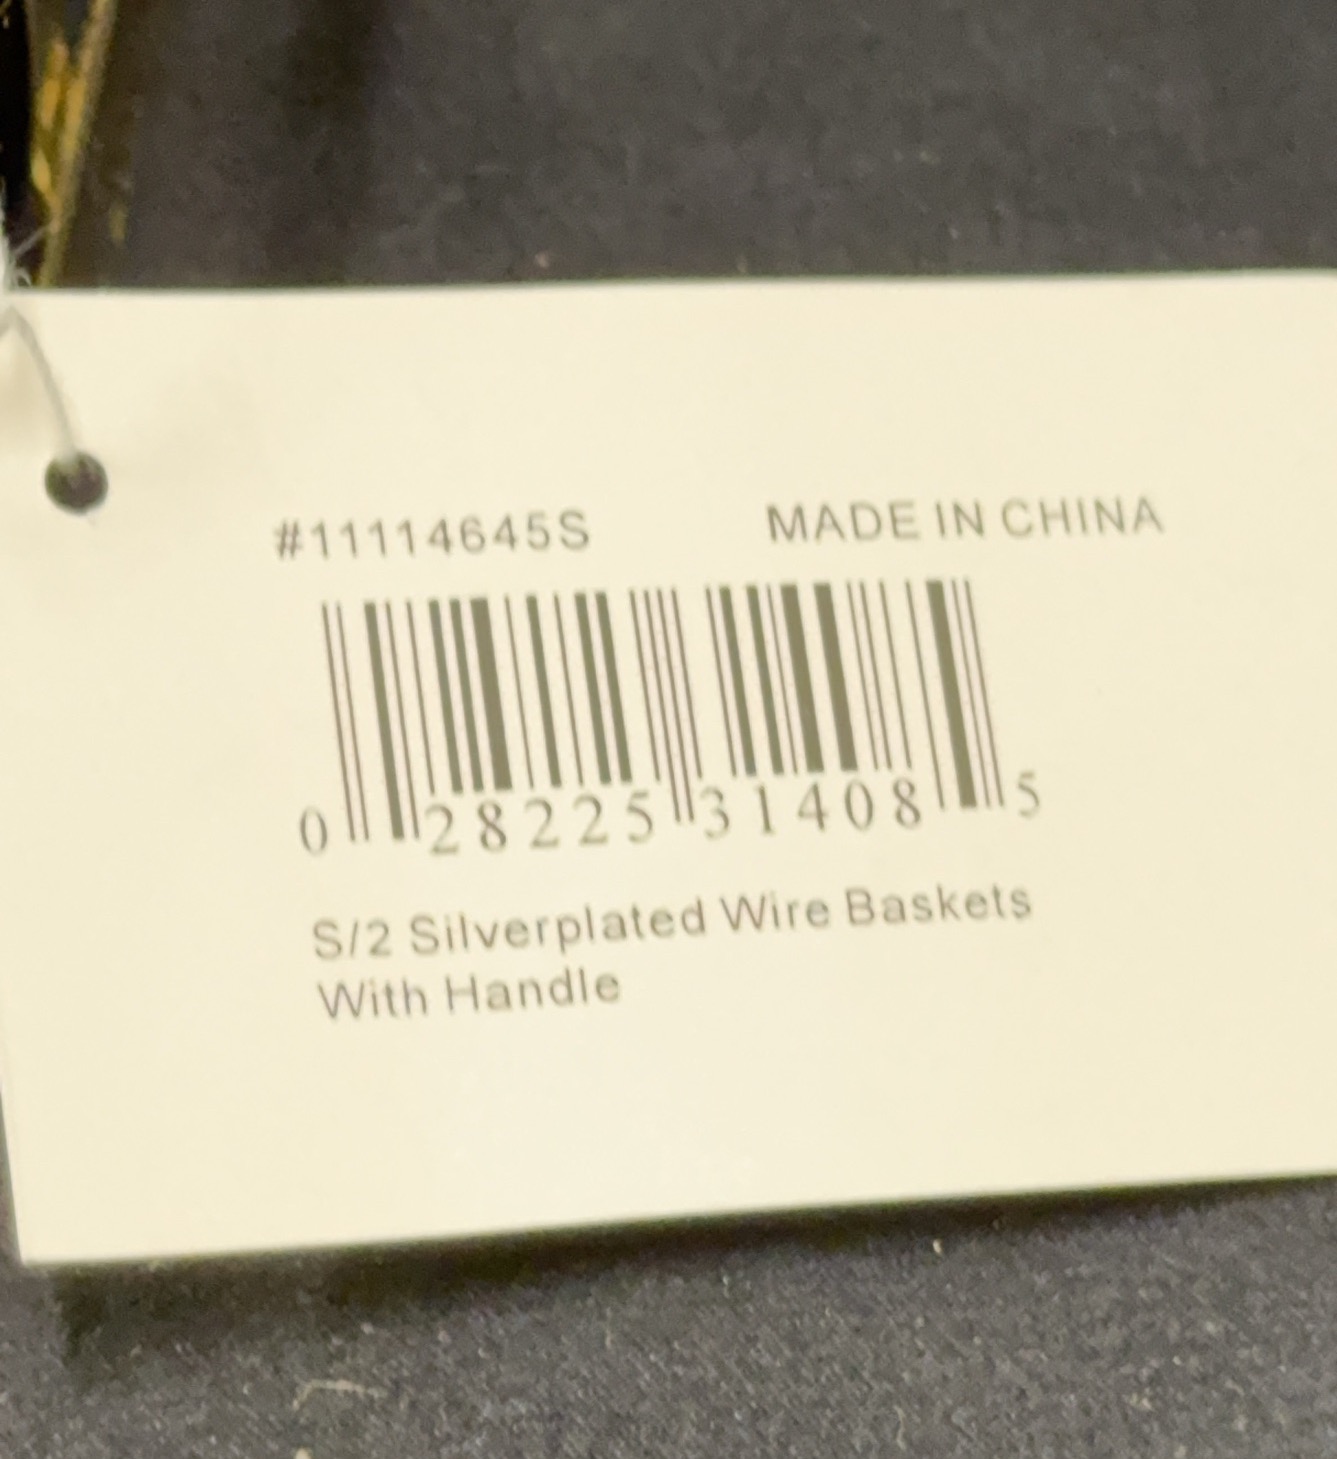 #11114645S MADE IN CHINA
0 28225 31408 5
S/2 Silverplated Wire Baskets
With Handle